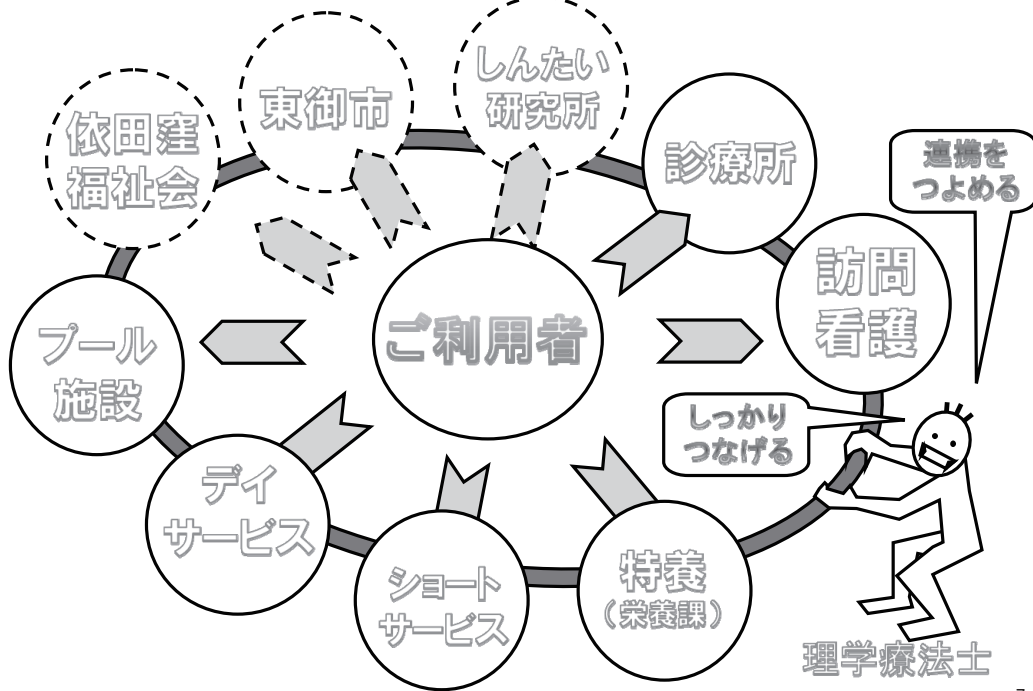 しんたい
研究所
東御市
依田窪
福祉会
診療所
連携を
つよめる
訪問
看護
ご利用者
プール
施設
しっかり
つなげる
デイ
サービス
ショート
サービス
特養
（栄養課）
理学療法士